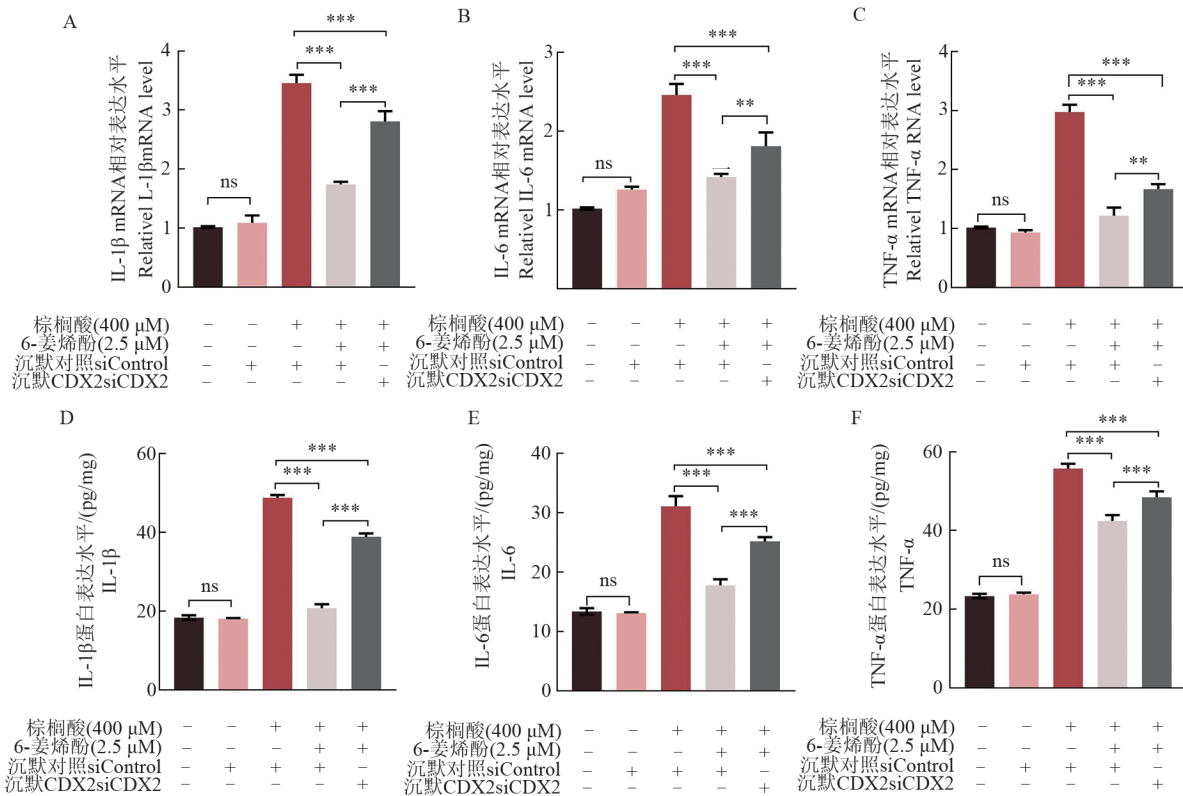 A
IL-1β mRNA相对表达水平
Relativel L-1βmRNA level
4
3
2
1
0
ns
***
***
***
棕榈酸(400 μM) − − + + +
6-姜烯酚(2.5 μM) − − − + +
沉默对照siControl − + + + −
沉默CDX2siCDX2 − − − − +
B
IL-6 mRNA相对表达水平
Relativel IL-6 mRNA level
3
2
1
ns
***
***
**
棕榈酸(400 μM) − − + + +
6-姜烯酚(2.5 μM) − − − + +
沉默对照siControl − + + + −
沉默CDX2siCDX2 − − − − +
C
TNF-α mRNA相对表达水平
Relativel TNF-α RNA level
4
3
2
1
0
ns
***
***
**
棕榈酸(400 μM) − − + + +
6-姜烯酚(2.5 μM) − − − + +
沉默对照siControl − + + + −
沉默CDX2siCDX2 − − − − +
D
IL-1β蛋白表达水平/(pg/mg)
IL-1β
60
40
20
0
ns
***
***
***
棕榈酸(400 μM) − − + + +
6-姜烯酚(2.5 μM) − − − + +
沉默对照siControl − + + + −
沉默CDX2siCDX2 − − − − +
E
IL-6蛋白表达水平/(pg/mg)
IL-6
40
30
20
10
0
ns
***
***
***
棕榈酸(400 μM) − − + + +
6-姜烯酚(2.5 μM) − − − + +
沉默对照siControl − + + + −
沉默CDX2siCDX2 − − − − +
F
TNF-α蛋白表达水平/(pg/mg)
TNF-α
60
40
20
0
ns
***
***
***
棕榈酸(400 μM) − − + + +
6-姜烯酚(2.5 μM) − − − + +
沉默对照siControl − + + + −
沉默CDX2siCDX2 − − − − +